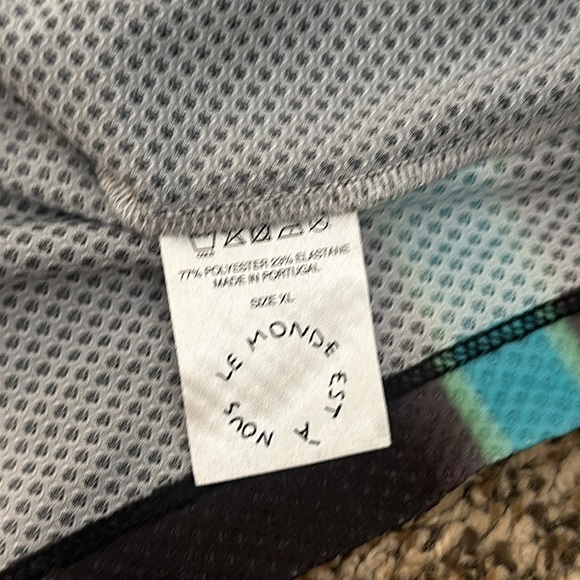 77% POLYESTER 23% ELASTANE
MADE IN PORTUGAL
SIZE XL
LE MONDE EST À NOUS